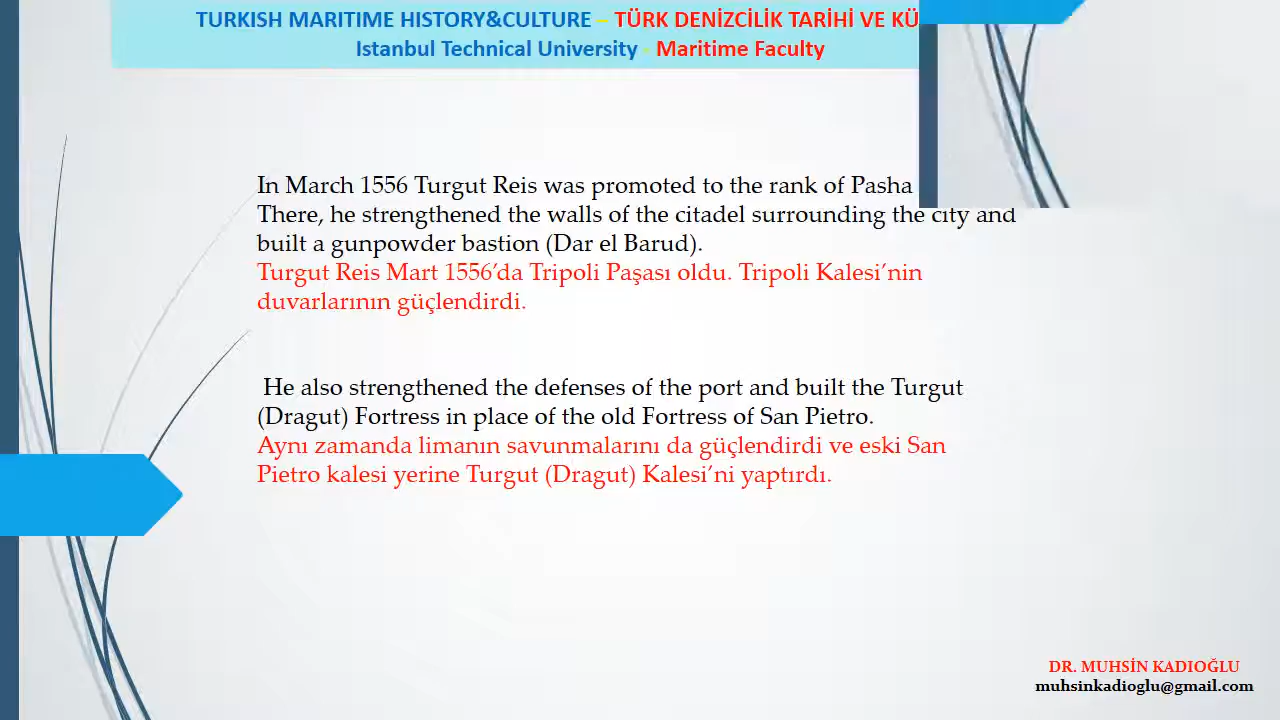 TURKISH MARITIME HISTORY&CULTURE – TÜRK DENİZCİLİK TARİHİ VE
Istanbul Technical University - Maritime Faculty
In March 1556 Turgut Reis was promoted to the rank of Pasha
There, he strengthened the walls of the citadel surrounding the city and
built a gunpowder bastion (Dar el Barud).
Turgut Reis Mart 1556’da Tripoli Paşası oldu. Tripoli Kalesi’nin
duvarlarının güçlendirdi.
He also strengthened the defenses of the port and built the Turgut
(Dragut) Fortress in place of the old Fortress of San Pietro.
Aynı zamanda limanın savunmalarını da güçlendirdi ve eski San
Pietro kalesi yerine Turgut (Dragut) Kalesi’ni yaptırdı.
DR. MUHSİN KADIOĞLU
muhsinkadioglu@gmail.com